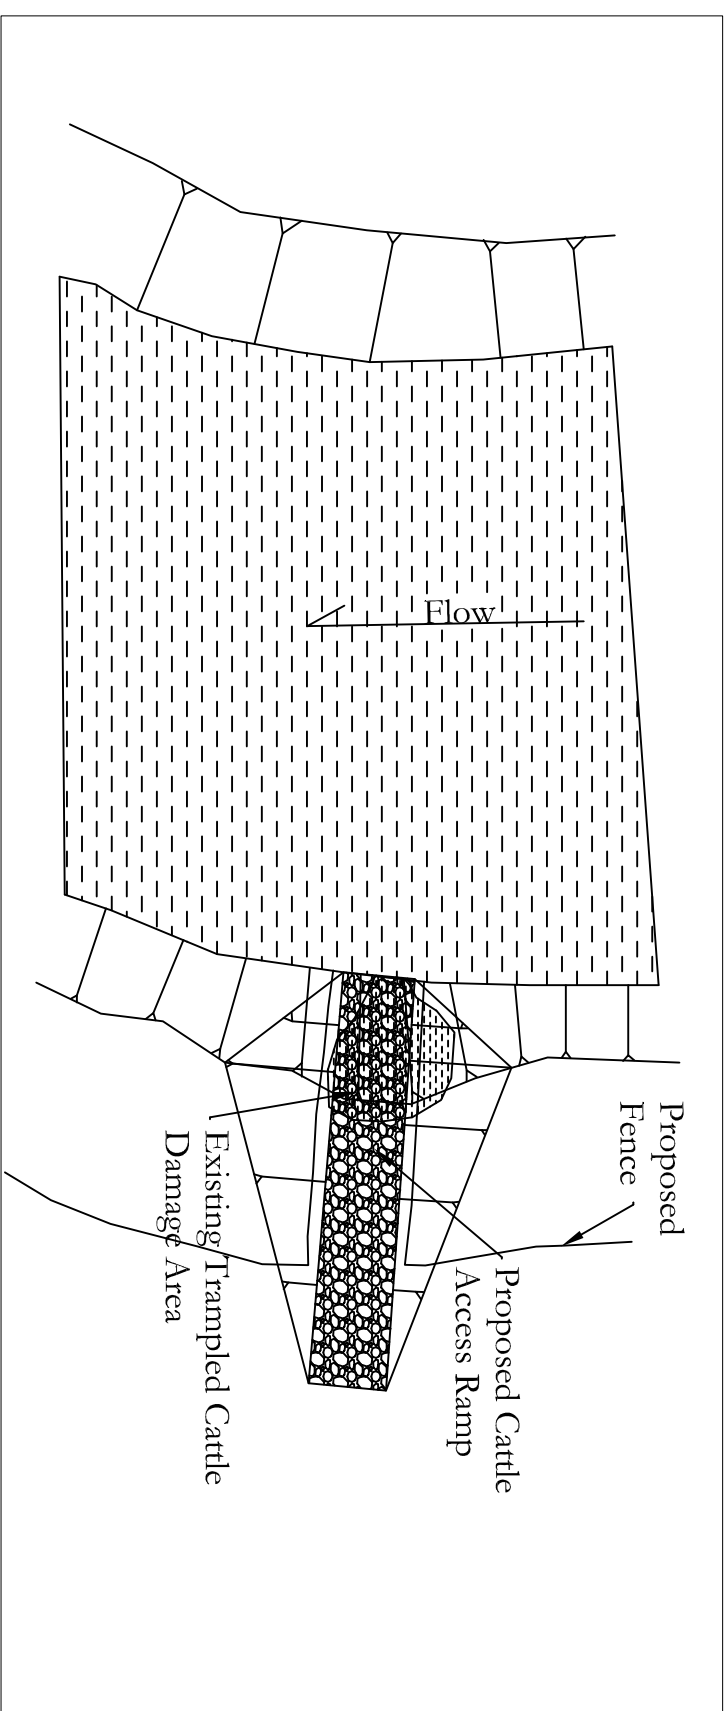 Flow
Proposed
Fence
Proposed Cattle
Access Ramp
Existing Trampled Cattle
Damage Area